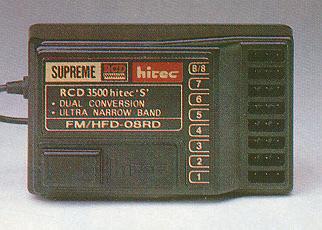 SUPREME RCD hitec
RCD 3500 hitec 'S'
• DUAL CONVERSION
• ULTRA NARROW BAND
FM/HFD-08RD
B/8
7
6
5
4
3
2
1